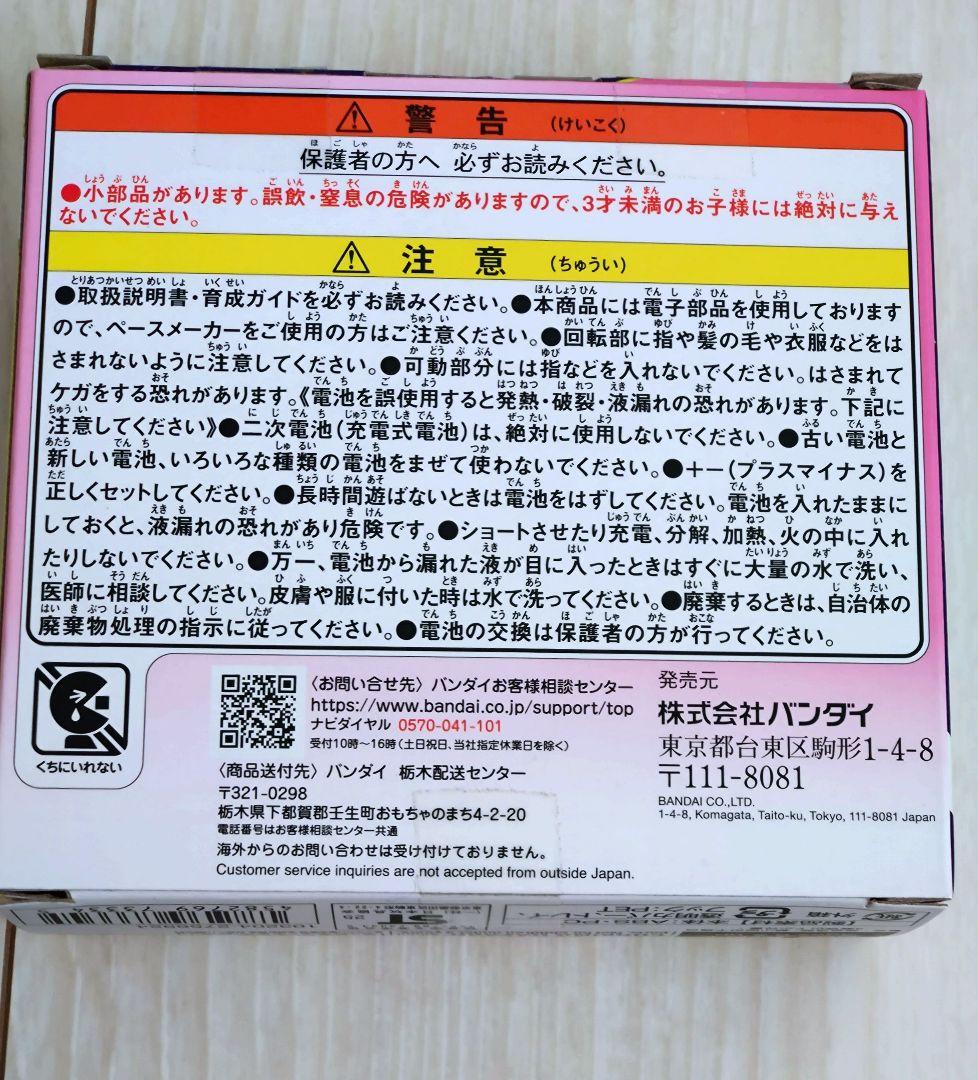 ⚠ 警告 (けいこく)
保護者の方へ 必ずお読みください。
●小部品があります。誤飲・窒息の危険がありますので、3才未満のお子様には絶対に与え
ないでください。
⚠ 注意 (ちゅうい)
●取扱説明書・育成ガイドを必ずお読みください。●本商品には電子部品を使用しております
ので、ペースメーカーをご使用の方はご注意ください。●回転部に指や髪の毛や衣服などをは
さまれないように注意してください。●可動部分には指などを入れないでください。はさまれて
ケガをする恐れがあります。《電池を誤使用すると発熱・破裂・液漏れの恐れがあります。下記に
注意してください》●二次電池(充電式電池)は、絶対に使用しないでください。●古い電池と
新しい電池、いろいろな種類の電池をまぜて使わないでください。●+−(プラスマイナス)を
正しくセットしてください。●長時間遊ばないときは電池をはずしてください。電池を入れたままに
しておくと、液漏れの恐れがあり危険です。●ショートさせたり充電、分解、加熱、火の中に入れ
たりしないでください。●万一、電池から漏れた液が目に入ったときはすぐに大量の水で洗い、
医師に相談してください。皮膚や服に付いた時は水で洗ってください。●廃棄するときは、自治体の
廃棄物処理の指示に従ってください。●電池の交換は保護者の方が行ってください。
くちにいれない
〈お問い合せ先〉バンダイお客様相談センター
https://www.bandai.co.jp/support/top
ナビダイヤル 0570-041-101
受付10時〜16時(土日祝日、当社指定休業日を除く)
〈商品送付先〉バンダイ 栃木配送センター
〒321-0298
栃木県下都賀郡壬生町おもちゃのまち4-2-20
電話番号はお客様相談センター共通
海外からのお問い合わせは受け付けておりません。
Customer service inquiries are not accepted from outside Japan.
発売元
株式会社バンダイ
東京都台東区駒形1-4-8
〒111-8081
BANDAI CO.,LTD.
1-4-8, Komagata, Taito-ku, Tokyo, 111-8081 Japan